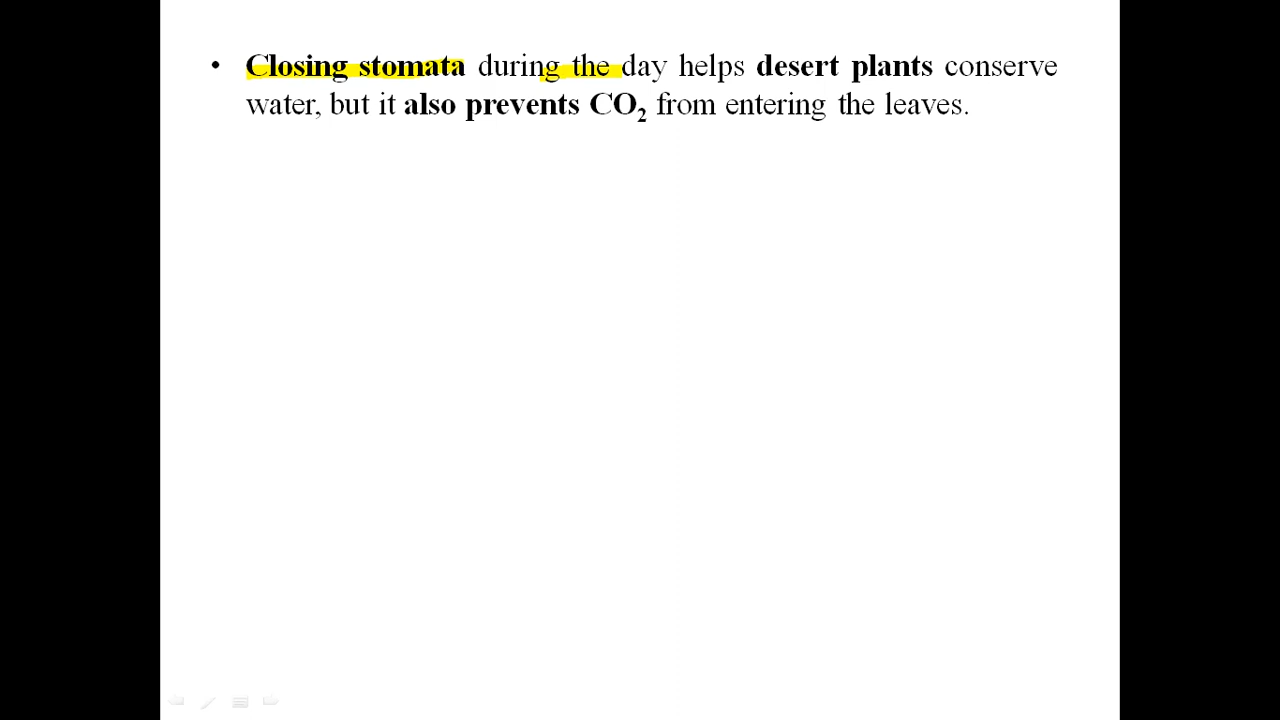 • Closing stomata during the day helps desert plants conserve
water, but it also prevents CO₂ from entering the leaves.